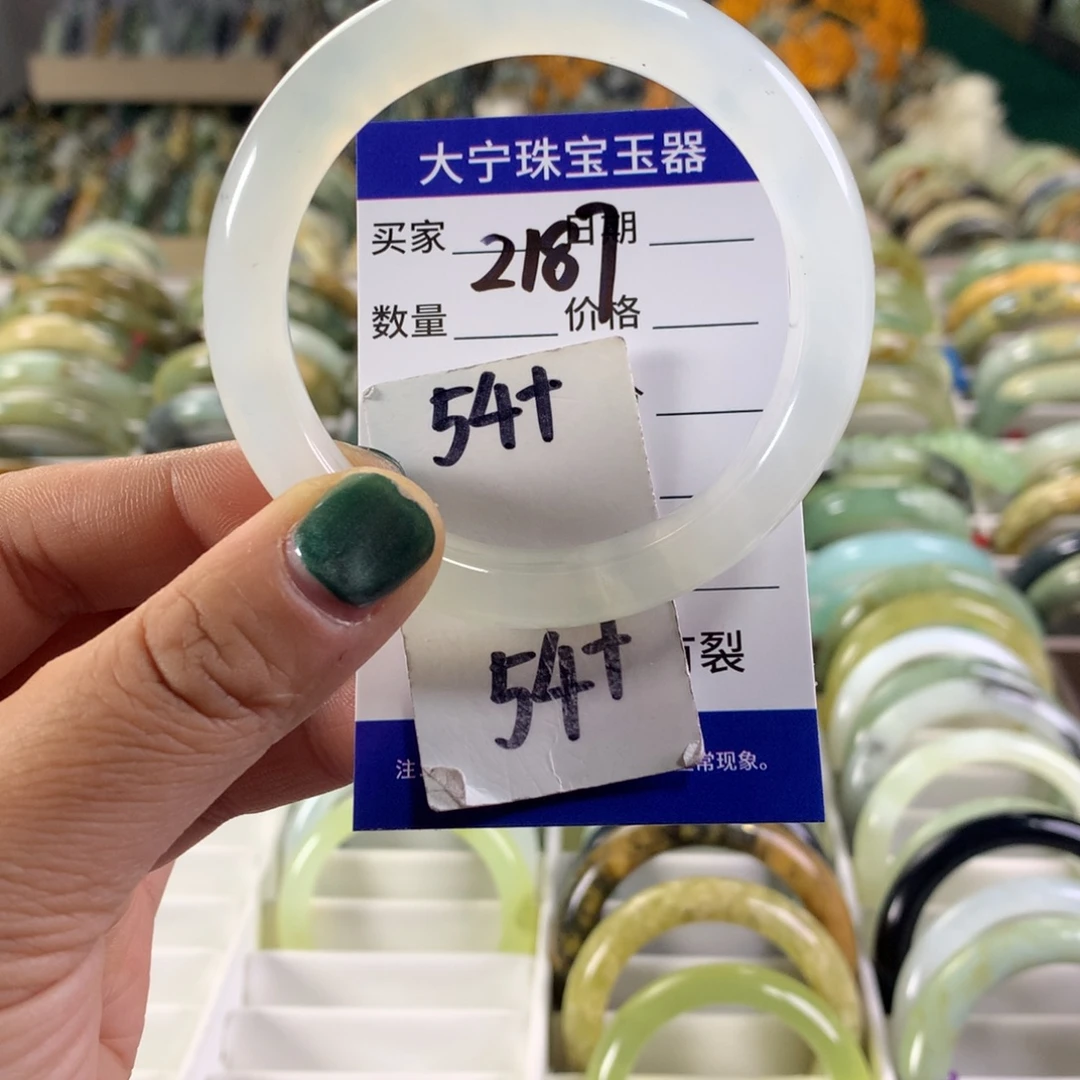 大宁珠宝玉器
买家 2187 日期
数量 价格
54+
54+
裂
注 常现象。